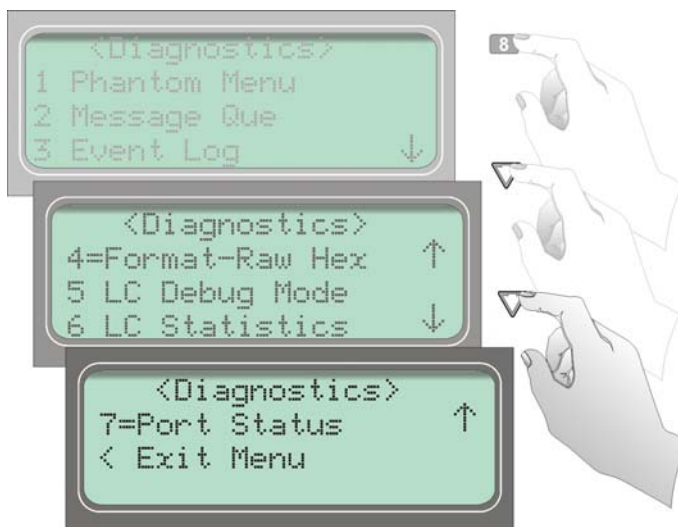 <Diagnostics>
8
1 Phantom Menu
2 Message Que
3 Event Log ↓
<Diagnostics>
4=Format-Raw Hex ↑
5 LC Debug Mode
6 LC Statistics ↓
<Diagnostics>
7=Port Status ↑
< Exit Menu